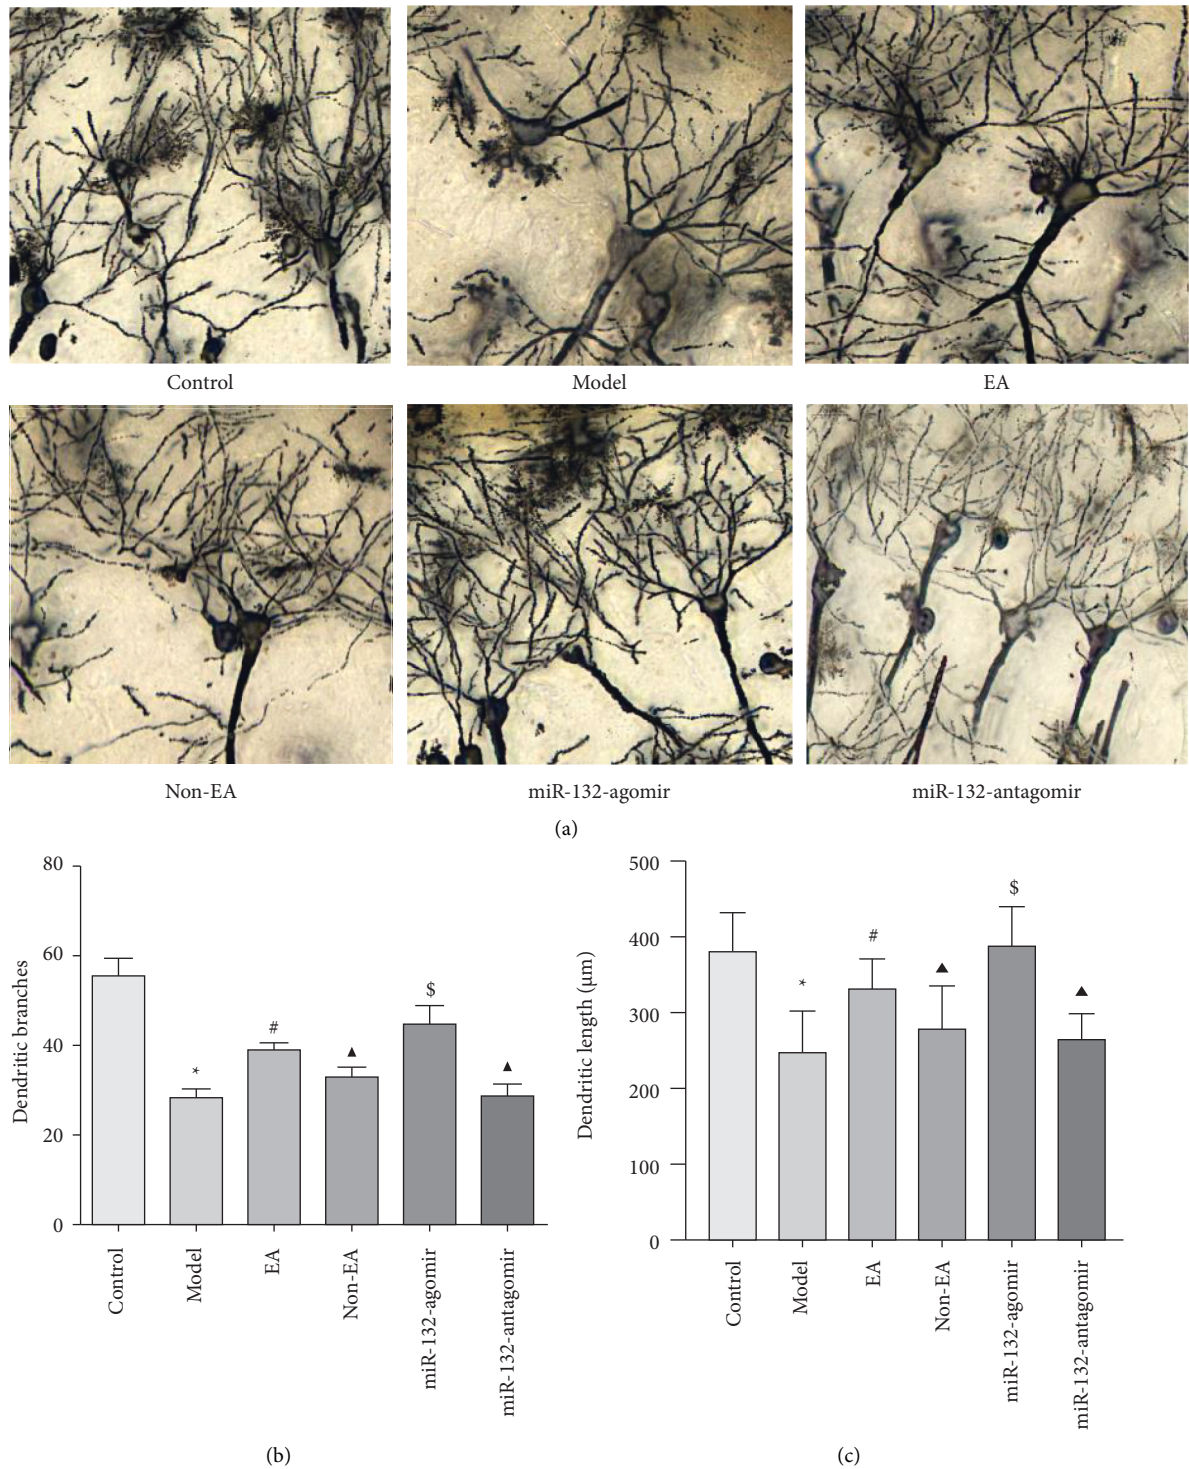 Control
Model
EA
Non-EA
miR-132-agomir
miR-132-antagomir
(a)
80
60
40
20
0
Dendritic branches
*
#
▲
$
▲
Control
Model
EA
Non-EA
miR-132-agomir
miR-132-antagomir
(b)
500
400
300
200
100
0
Dendritic length (μm)
*
#
▲
$
▲
Control
Model
EA
Non-EA
miR-132-agomir
miR-132-antagomir
(c)